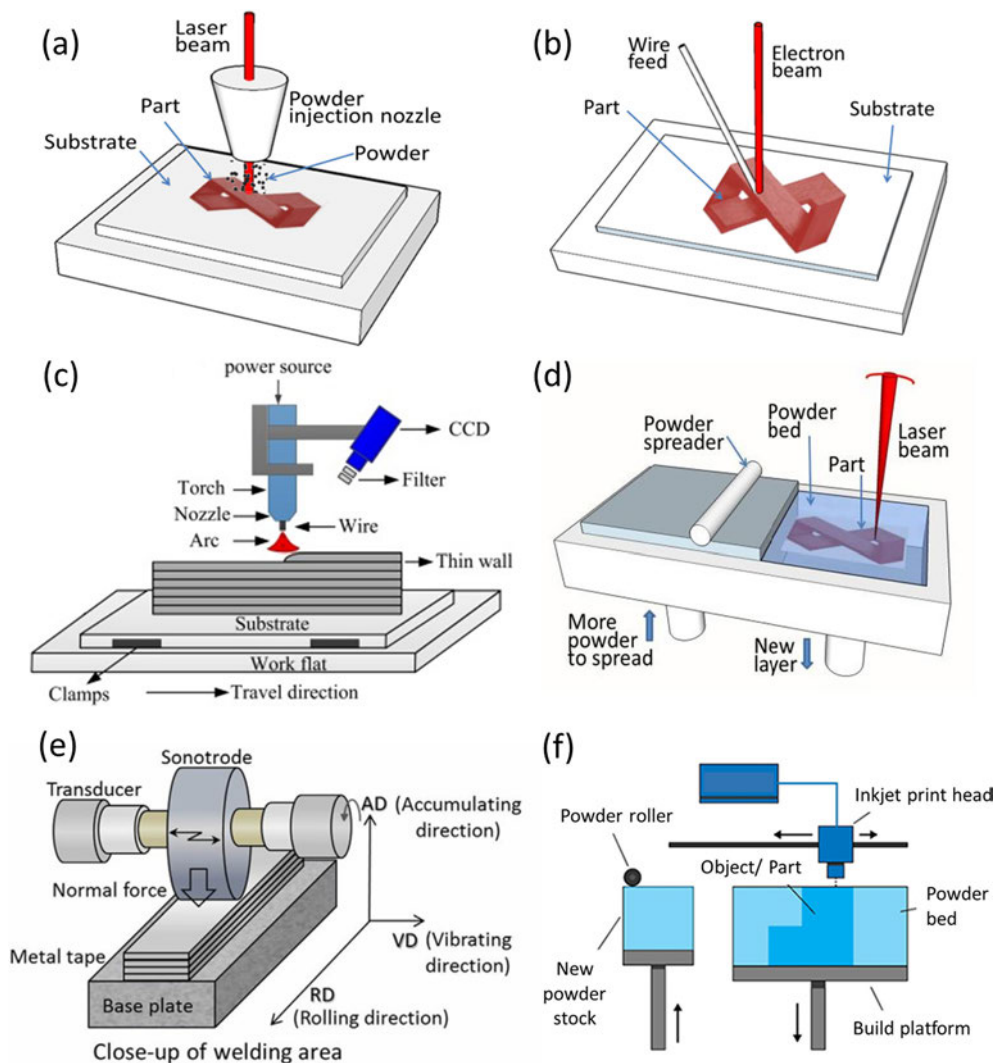 (a)
Laser
beam
Part
Substrate
Powder
injection nozzle
Powder
(b)
Wire
feed
Electron
beam
Part
Substrate
(c)
power source
CCD
Filter
Torch
Nozzle
Wire
Arc
Thin wall
Substrate
Work flat
Clamps
Travel direction
(d)
Powder
spreader
Powder
bed
Part
Laser
beam
More
powder
to spread
New
layer
(e)
Sonotrode
Transducer
AD (Accumulating
direction)
Normal force
VD (Vibrating
direction)
Metal tape
RD
(Rolling direction)
Base plate
Close-up of welding area
(f)
Powder roller
Inkjet print head
Object/ Part
Powder
bed
New
powder
stock
Build platform